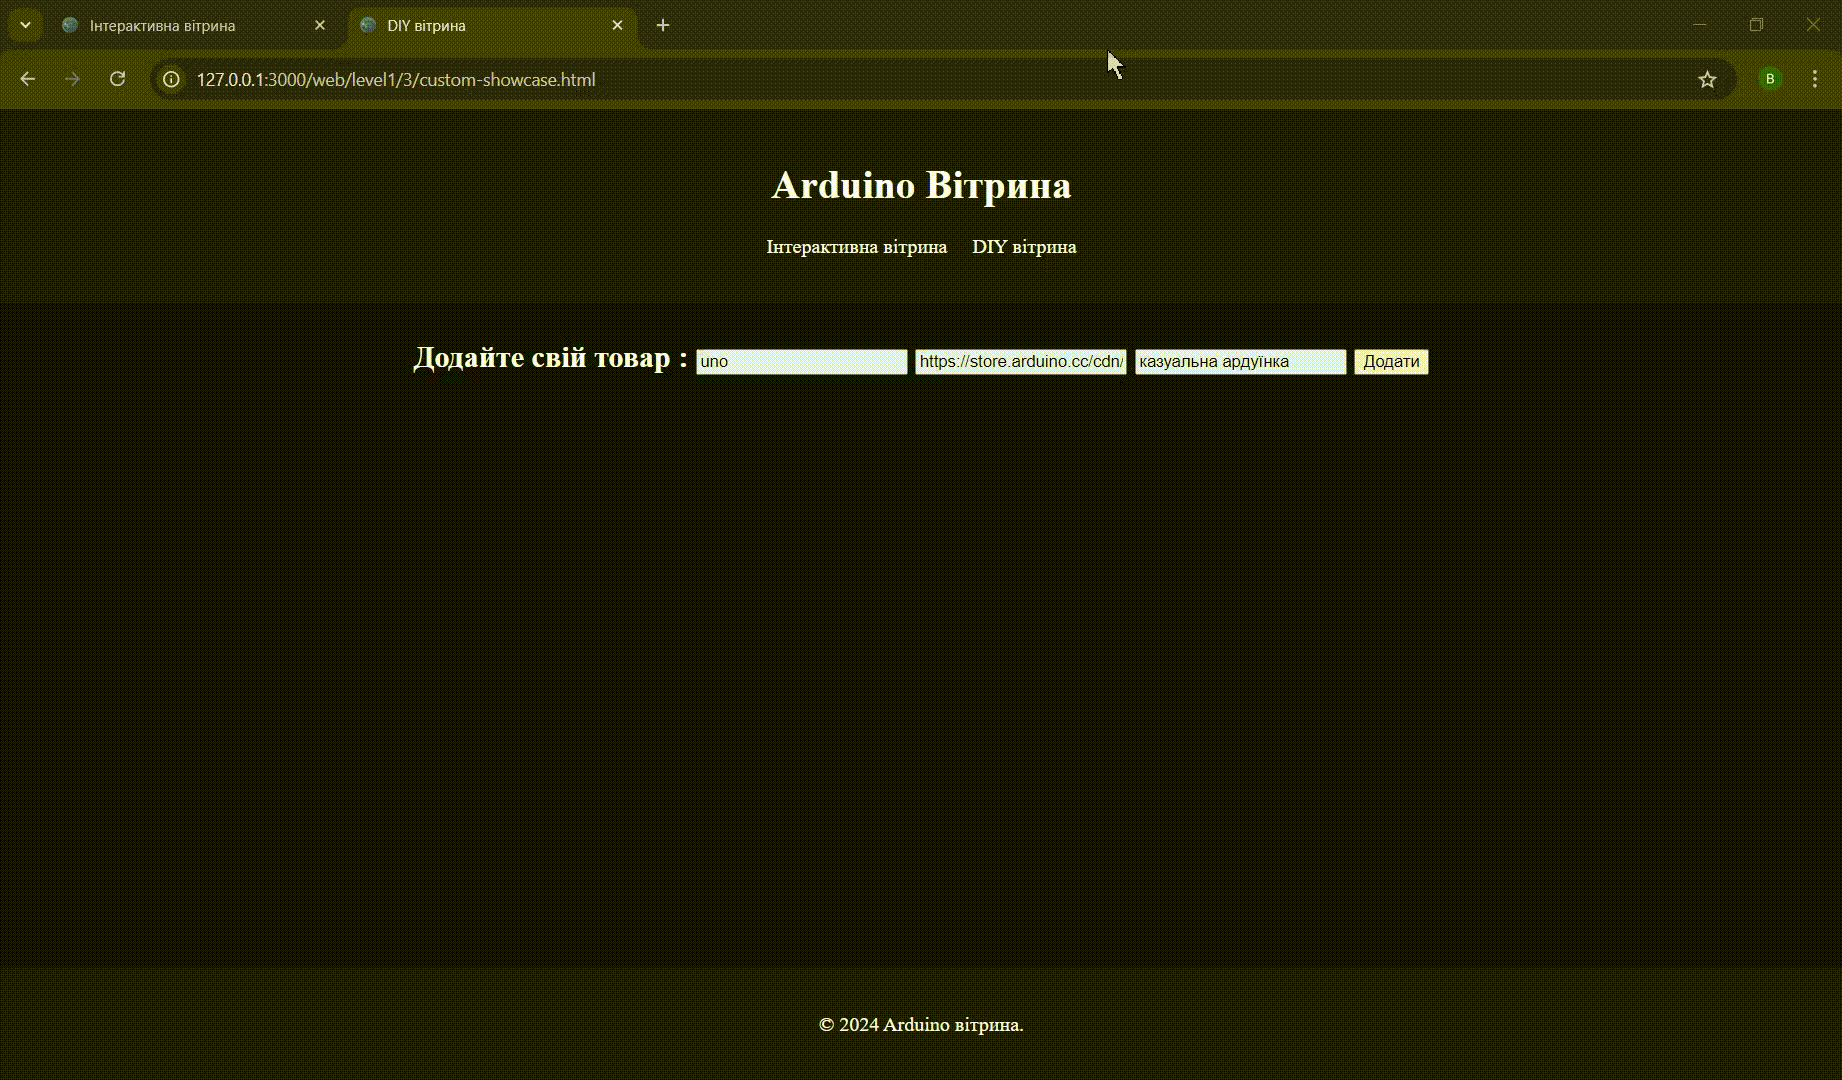 Інтерактивна вітрина
DIY вітрина
127.0.0.1:3000/web/level1/3/custom-showcase.html
B
Arduino Вітрина
Інтерактивна вітрина DIY вітрина
Додайте свій товар : uno https://store.arduino.cc/cdn/ казуальна ардуїнка Додати
© 2024 Arduino вітрина.